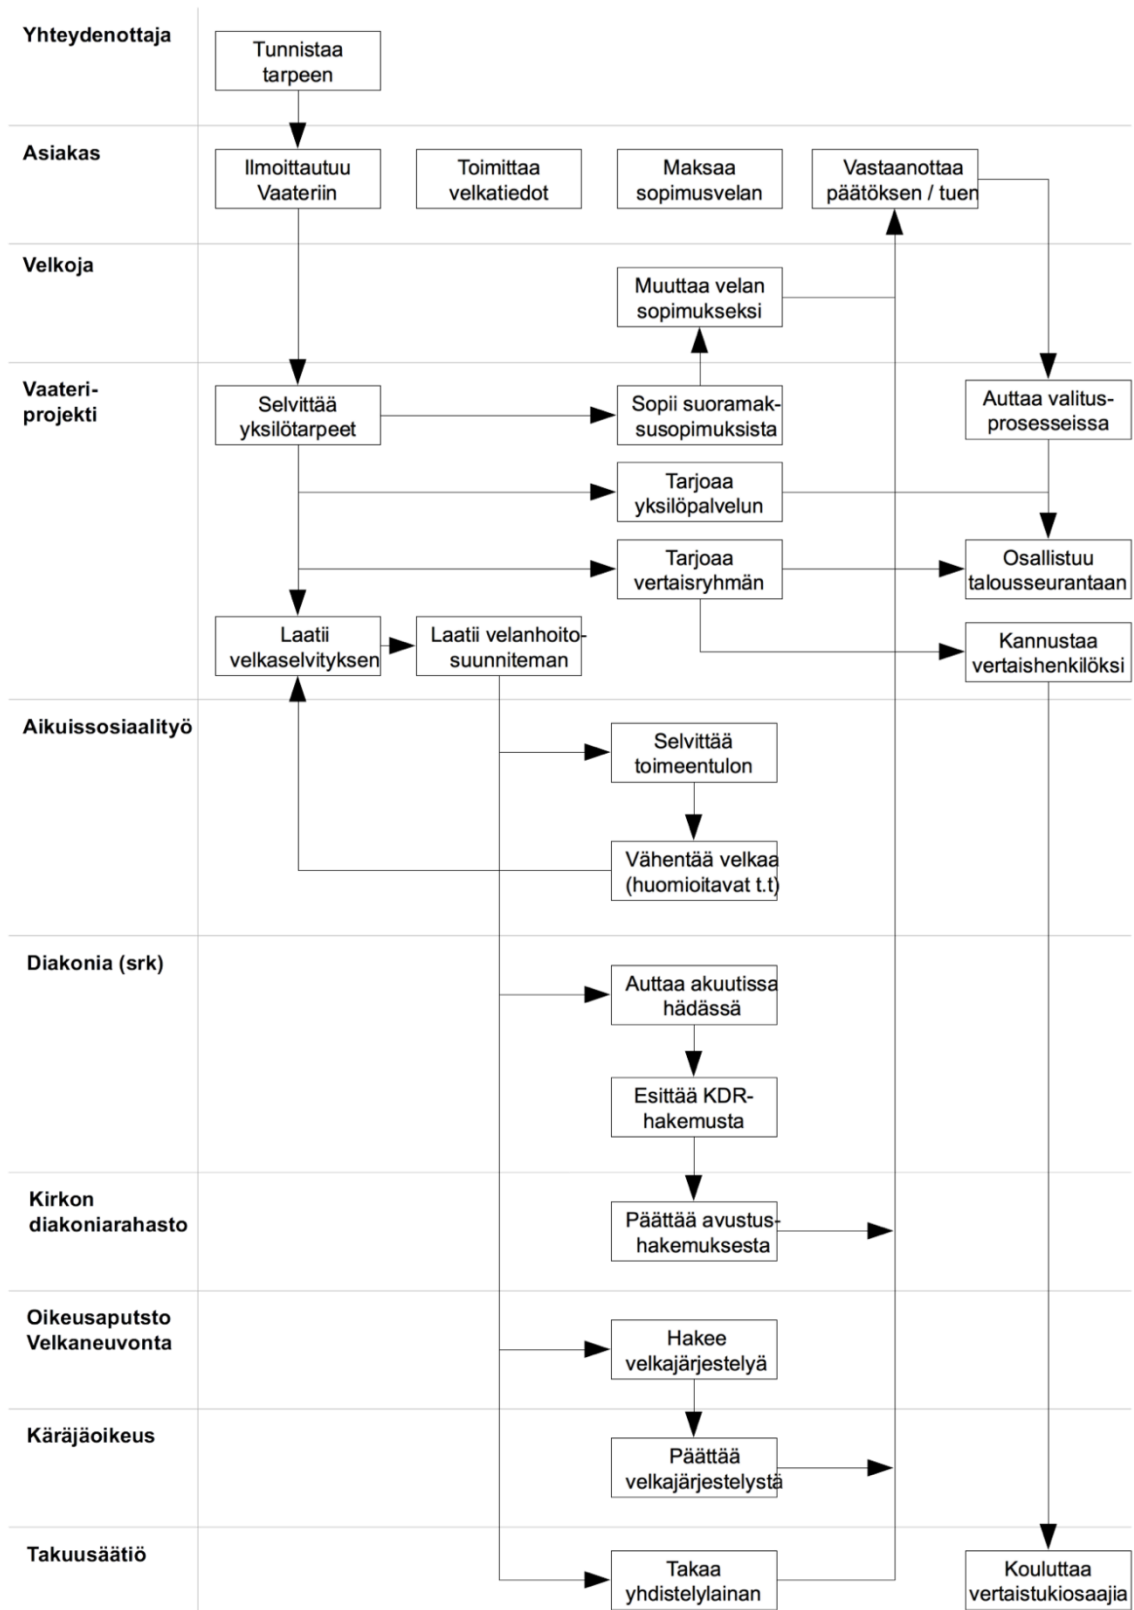 Yhteydenottaja
Tunnistaa
tarpeen
Asiakas
Ilmoittautuu
Vaateriin
Toimittaa
velkatiedot
Maksaa
sopimusvelan
Vastaanottaa
päätöksen / tuen
Velkoja
Muuttaa velan
sopimukseksi
Vaateri-
projekti
Selvittää
yksilötarpeet
Sopii suoramak-
susopimuksista
Auttaa valitus-
prosesseissa
Tarjoaa
yksilöpalvelun
Tarjoaa
vertaisryhmän
Osallistuu
talousseurantaan
Laatii
velkaselvityksen
Laatii velanhoito-
suunniteman
Kannustaa
vertaishenkilöksi
Aikuissosiaalityö
Selvittää
toimeentulon
Vähentää velkaa
(huomioitavat t.t)
Diakonia (srk)
Auttaa akuutissa
hädässä
Esittää KDR-
hakemusta
Kirkon
diakoniarahasto
Päättää avustus-
hakemuksesta
Oikeusaputsto
Velkaneuvonta
Hakee
velkajärjestelyä
Käräjäoikeus
Päättää
velkajärjestelystä
Takuusäätiö
Takaa
yhdistelylainan
Kouluttaa
vertaistukiosaajia